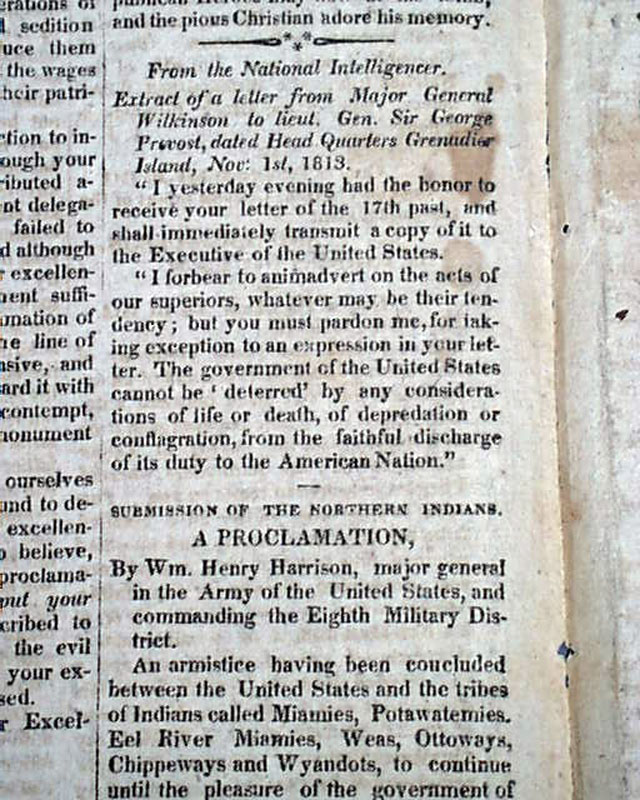 erations of
sedition
uce them
the wages
heir patri-
ction to in-
ough your
ributed a-
nt delega-
failed to
d although
r excellen-
ment suffi-
mation of
he line of
nsive, and
ard it with
contempt,
monument
ourselves
and to de-
excellen-
o believe,
proclama-
put your
cribed to
the evil
your ex-
sed.
r Excel-
and the pious Christian adore his memory.
From the National Intelligencer.
Extract of a letter from Major General
Wilkinson to lieut. Gen. Sir George
Prevost, dated Head Quarters Grenadier
Island, Nov: 1st, 1813.
“I yesterday evening had the honor to
receive your letter of the 17th past, and
shall immediately transmit a copy of it to
the Executive of the United States.
“I forbear to animadvert on the acts of
our superiors, whatever may be their ten-
dency; but you must pardon me, for tak-
ing exception to an expression in your let-
ter. The government of the United States
cannot be ‘deterred’ by any considera-
tions of life or death, of depredation or
conflagration, from the faithful discharge
of its duty to the American Nation.”
SUBMISSION OF THE NORTHERN INDIANS.
A PROCLAMATION,
By Wm. Henry Harrison, major general
in the Army of the United States, and
commanding the Eighth Military Dis-
trict.
An armistice having been concluded
between the United States and the tribes
of Indians called Miamies, Potawatemies.
Eel River Miamies, Weas, Ottoways,
Chippeways and Wyandots, to continue
until the pleasure of the government of